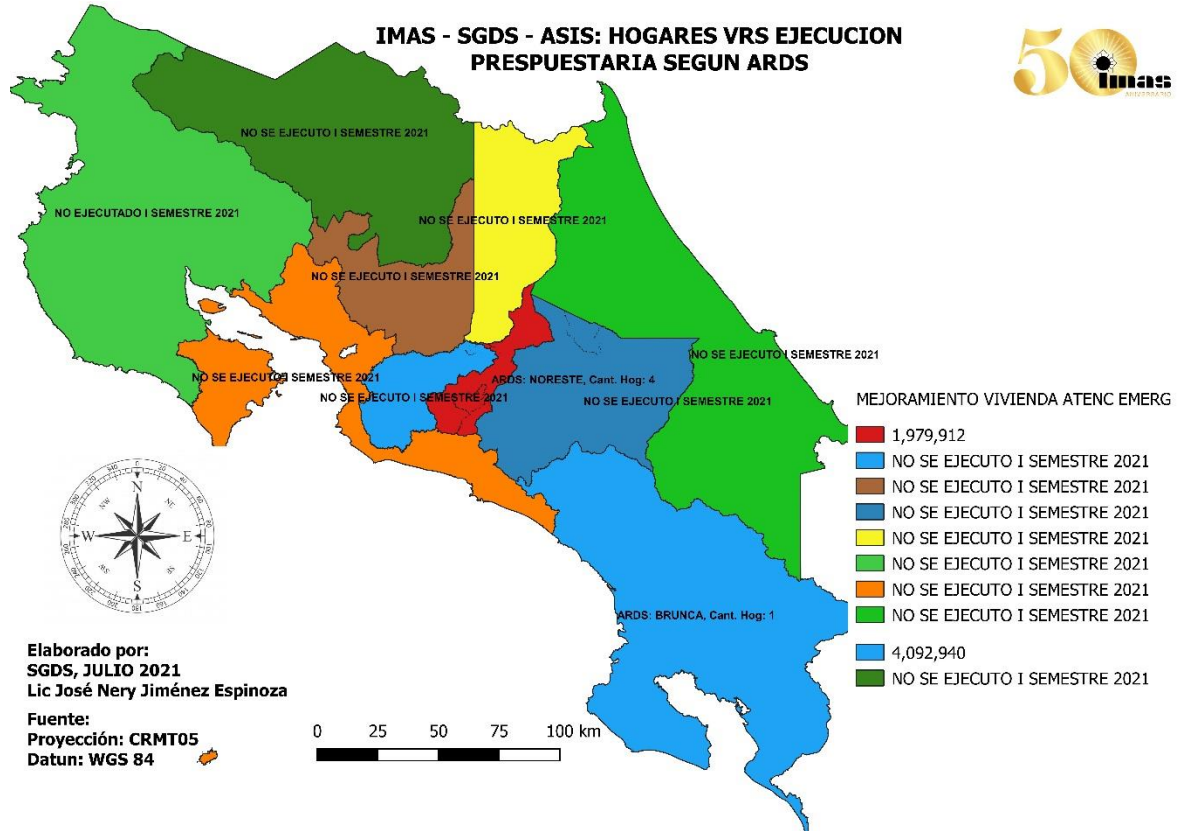 IMAS - SGDS - ASIS: HOGARES VRS EJECUCION
PRESPUESTARIA SEGUN ARDS
50
imas
ANIVERSARIO
NO SE EJECUTO I SEMESTRE 2021
NO EJECUTADO I SEMESTRE 2021
NO SE EJECUTO I SEMESTRE 2021
NO SE EJECUTO I SEMESTRE 2021
NO SE EJECUTO I SEMESTRE 2021
NO SE EJECUTO I SEMESTRE 2021
ARDS: NORESTE, Cant. Hog: 4
NO SE EJECUTO I SEMESTRE 2021
NO SE EJECUTO I SEMESTRE 2021
ARDS: BRUNCA, Cant. Hog: 1
MEJORAMIENTO VIVIENDA ATENC EMERG
1,979,912
NO SE EJECUTO I SEMESTRE 2021
NO SE EJECUTO I SEMESTRE 2021
NO SE EJECUTO I SEMESTRE 2021
NO SE EJECUTO I SEMESTRE 2021
NO SE EJECUTO I SEMESTRE 2021
NO SE EJECUTO I SEMESTRE 2021
NO SE EJECUTO I SEMESTRE 2021
4,092,940
NO SE EJECUTO I SEMESTRE 2021
N
NW
NE
W
E
SW
SE
S
Elaborado por:
SGDS, JULIO 2021
Lic José Nery Jiménez Espinoza
Fuente:
Proyección: CRMT05
Datun: WGS 84
0 25 50 75 100 km